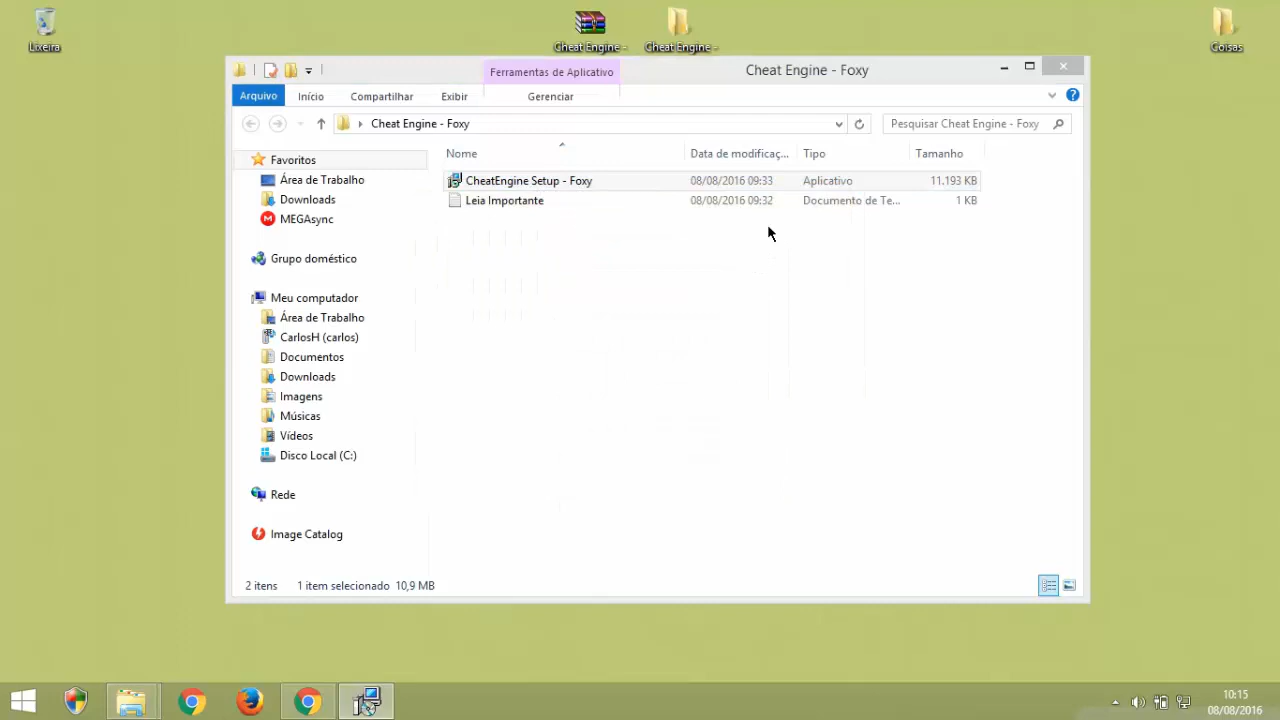 Lixeira
Cheat Engine -
Cheat Engine -
Coisas
Ferramentas de Aplicativo
Cheat Engine - Foxy
Arquivo
Início
Compartilhar
Exibir
Gerenciar
Cheat Engine - Foxy
Pesquisar Cheat Engine - Foxy
Nome
Data de modificaç...
Tipo
Tamanho
CheatEngine Setup - Foxy
08/08/2016 09:33
Aplicativo
11.193 KB
Leia Importante
08/08/2016 09:32
Documento de Te...
1 KB
Favoritos
Área de Trabalho
Downloads
MEGAsync
Grupo doméstico
Meu computador
Área de Trabalho
CarlosH (carlos)
Documentos
Downloads
Imagens
Músicas
Vídeos
Disco Local (C:)
Rede
Image Catalog
2 itens
1 item selecionado 10,9 MB
10:15
08/08/2016